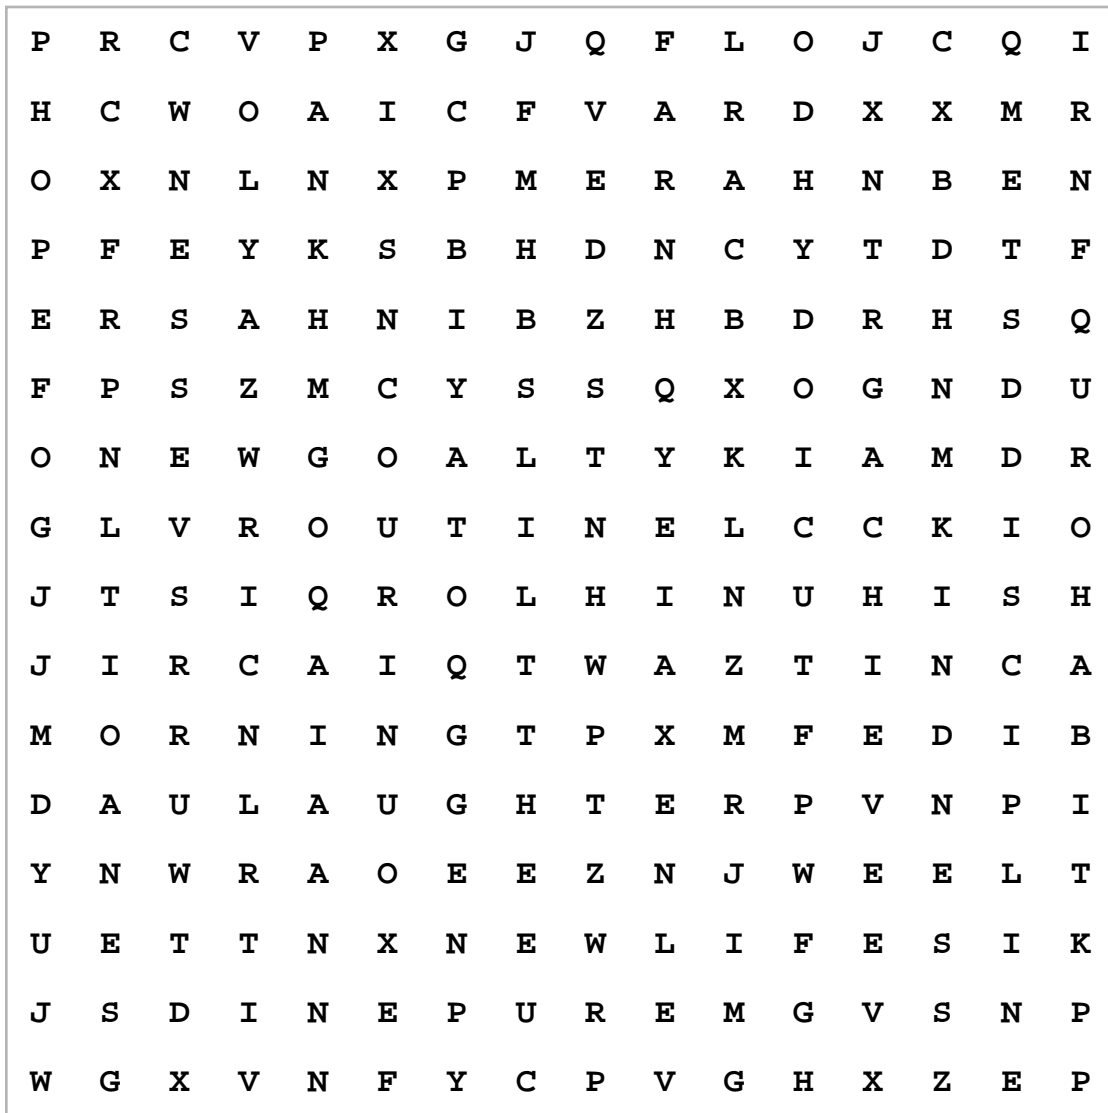 P R C V P X G J Q F L O J C Q I
H C W O A I C F V A R D X X M R
O X N L N X P M E R A H N B E N
P F E Y K S B H D N C Y T D T F
E R S A H N I B Z H B D R H S Q
F P S Z M C Y S S Q X O G N D U
O N E W G O A L T Y K I A M D R
G L V R O U T I N E L C C K I O
J T S I Q R O L H I N U H I S H
J I R C A I Q T W A Z T I N C A
M O R N I N G T P X M F E D I B
D A U L A U G H T E R P V N P I
Y N W R A O E E Z N J W E E L T
U E T T N X N E W L I F E S I K
J S D I N E P U R E M G V S N P
W G X V N F Y C P V G H X Z E P